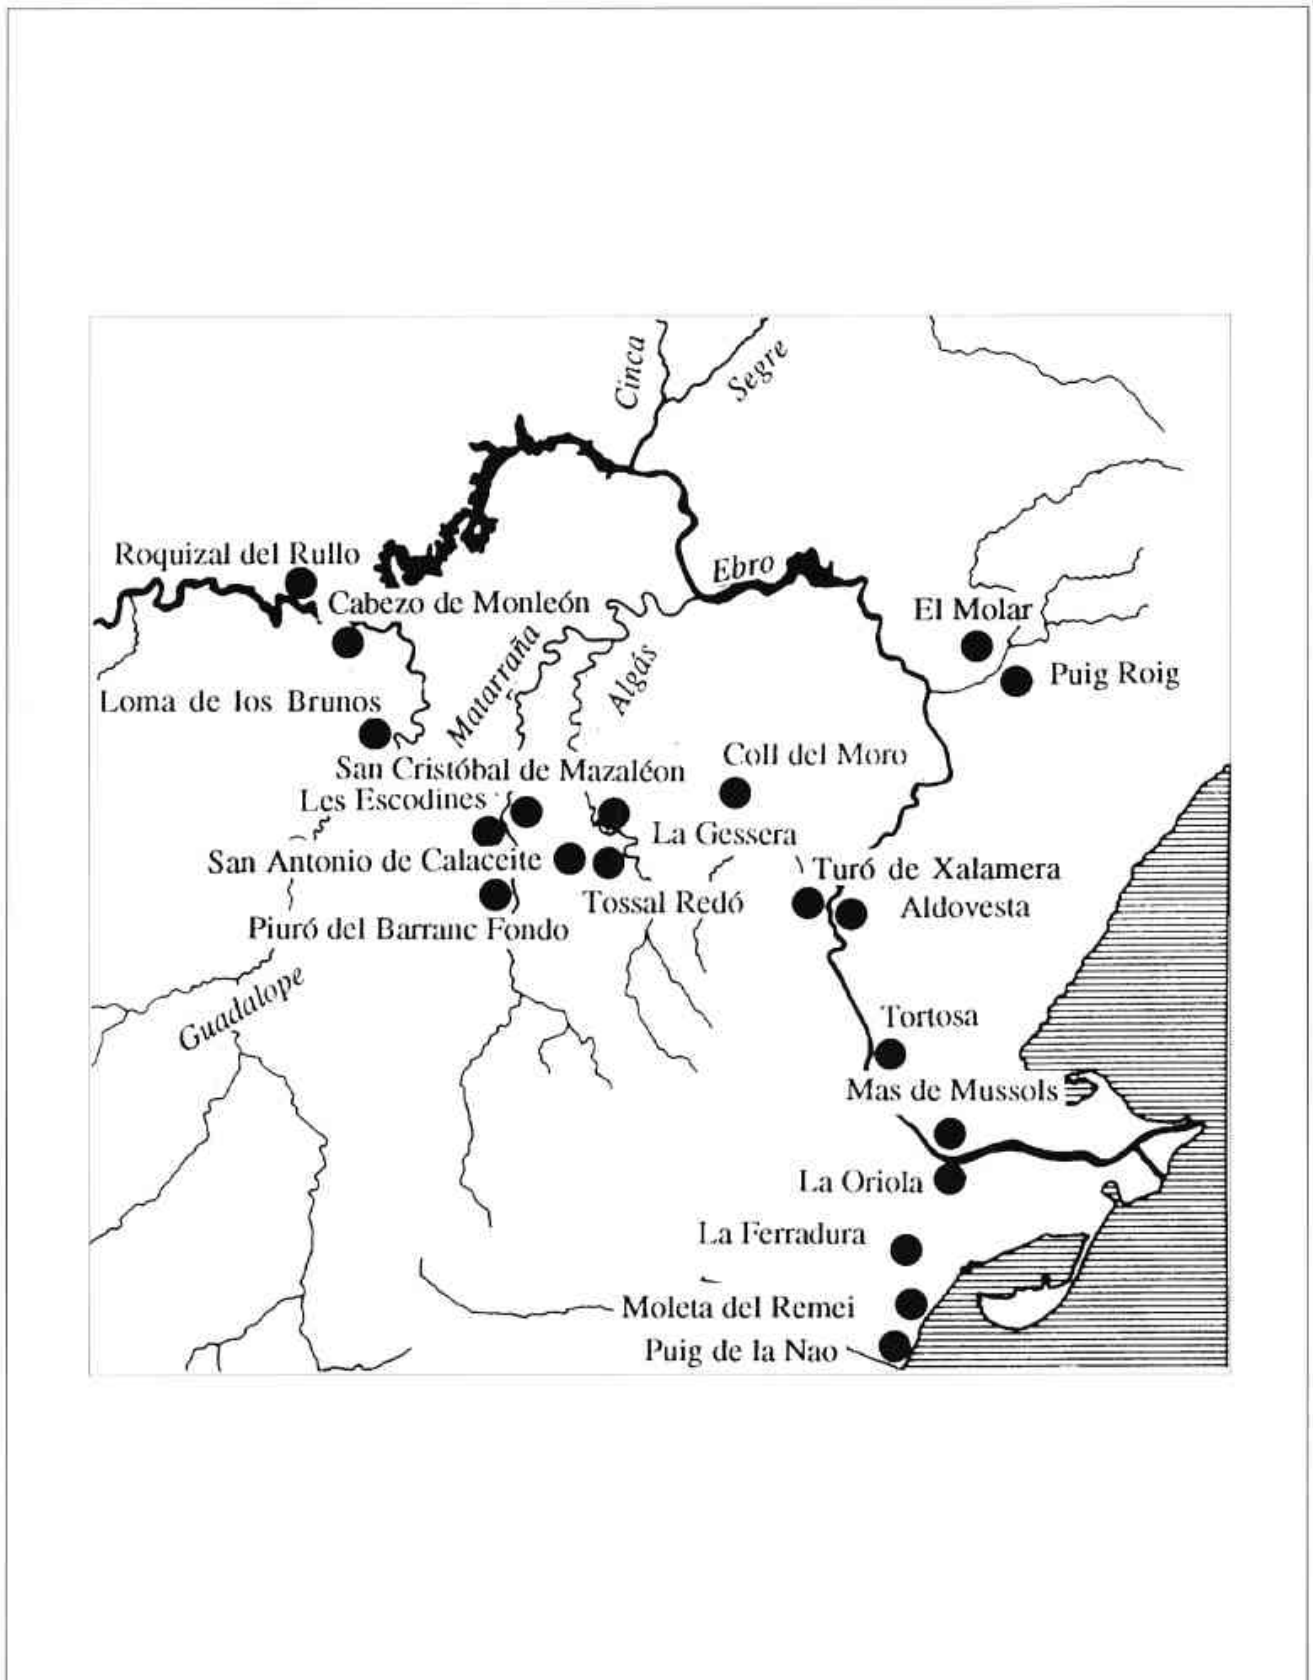 Cinca
Segre
Roquizal del Rullo
Ebro
Cabezo de Monleón
El Molar
Matarraña
Algás
Puig Roig
Loma de los Brunos
Coll del Moro
San Cristóbal de Mazaléon
Les Escodines
La Gessera
San Antonio de Calaceite
Turó de Xalamera
Tossal Redó
Aldovesta
Piuró del Barranc Fondo
Guadalope
Tortosa
Mas de Mussols
La Oriola
La Ferradura
Moleta del Remei
Puig de la Nao